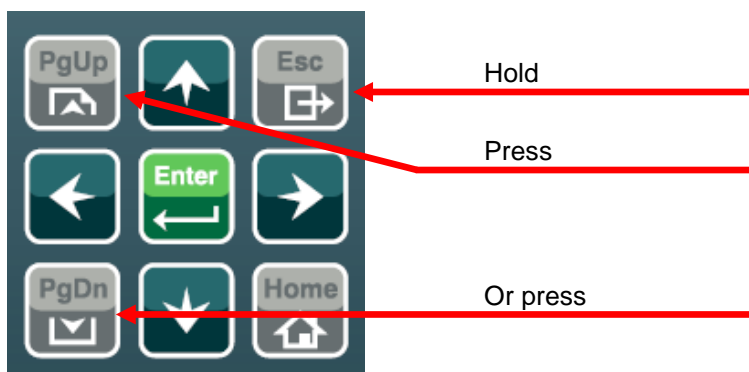 PgUp
Esc
Hold
Press
Enter
PgDn
Home
Or press